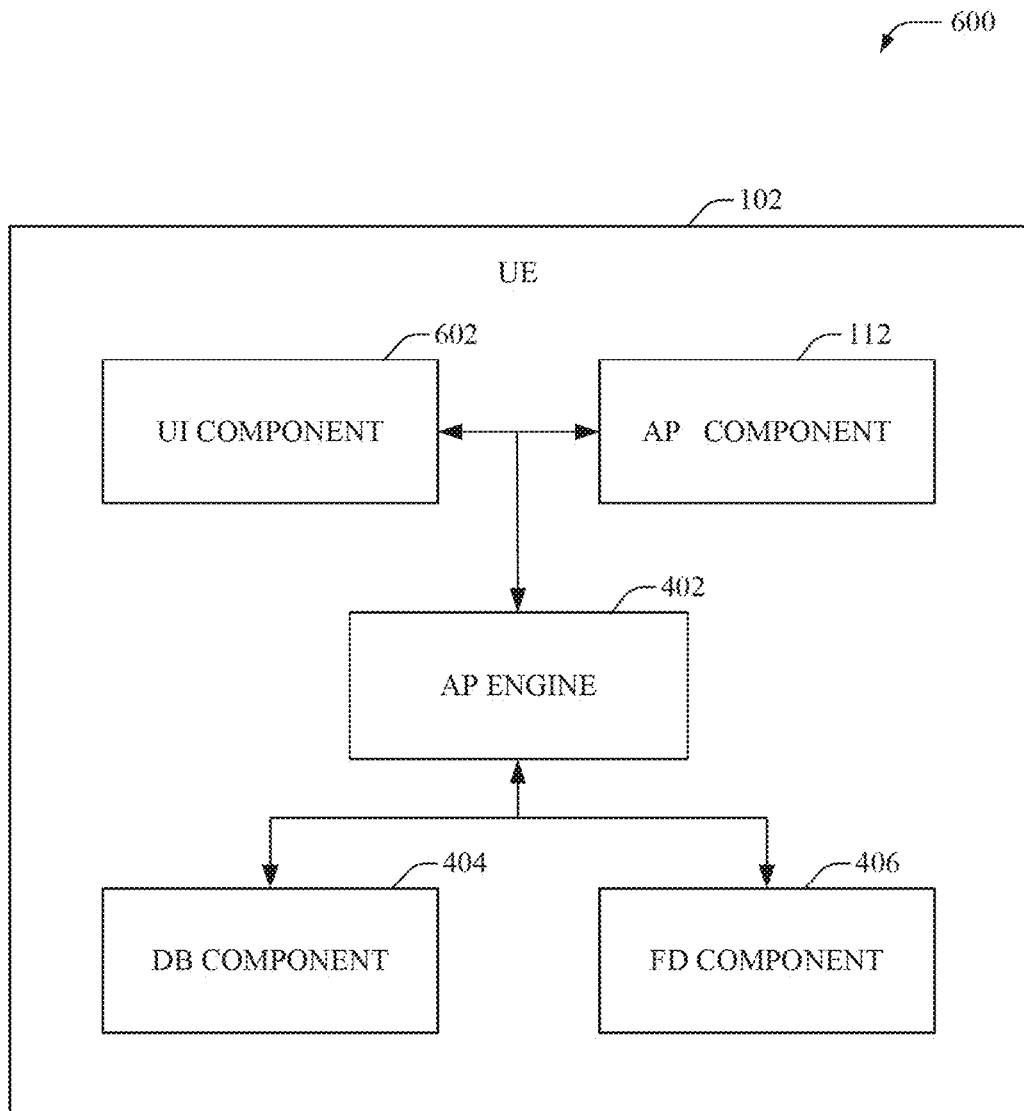 600
102
UE
602
112
UI COMPONENT
AP COMPONENT
402
AP ENGINE
404
406
DB COMPONENT
FD COMPONENT